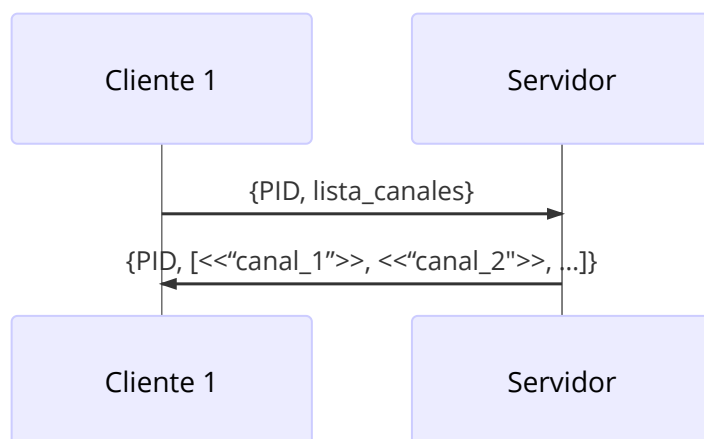 Cliente 1
Servidor
{PID, lista_canales}
{PID, [<<“canal_1”>>, <<“canal_2">>, ...]}
Cliente 1
Servidor